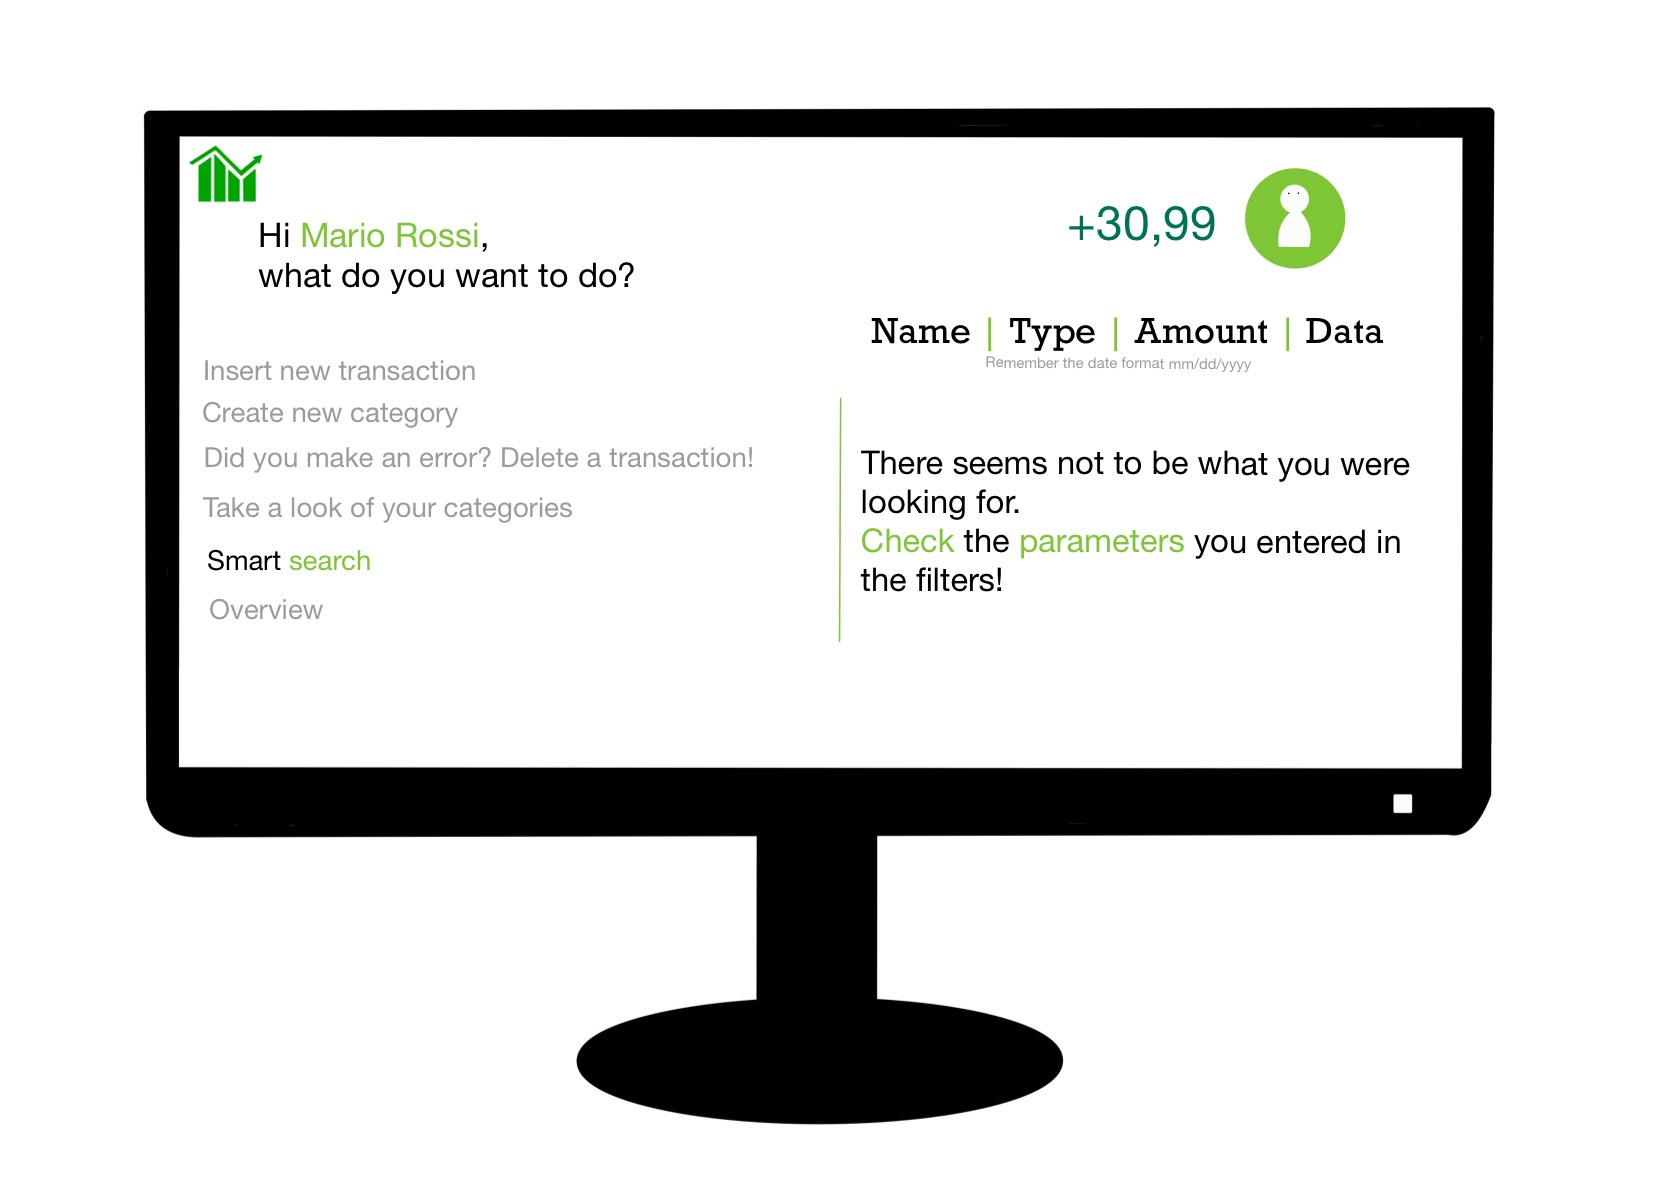 Hi Mario Rossi,
what do you want to do?
+30,99
Name | Type | Amount | Data
Remember the date format mm/dd/yyyy
Insert new transaction
Create new category
Did you make an error? Delete a transaction!
Take a look of your categories
Smart search
Overview
There seems not to be what you were
looking for.
Check the parameters you entered in
the filters!